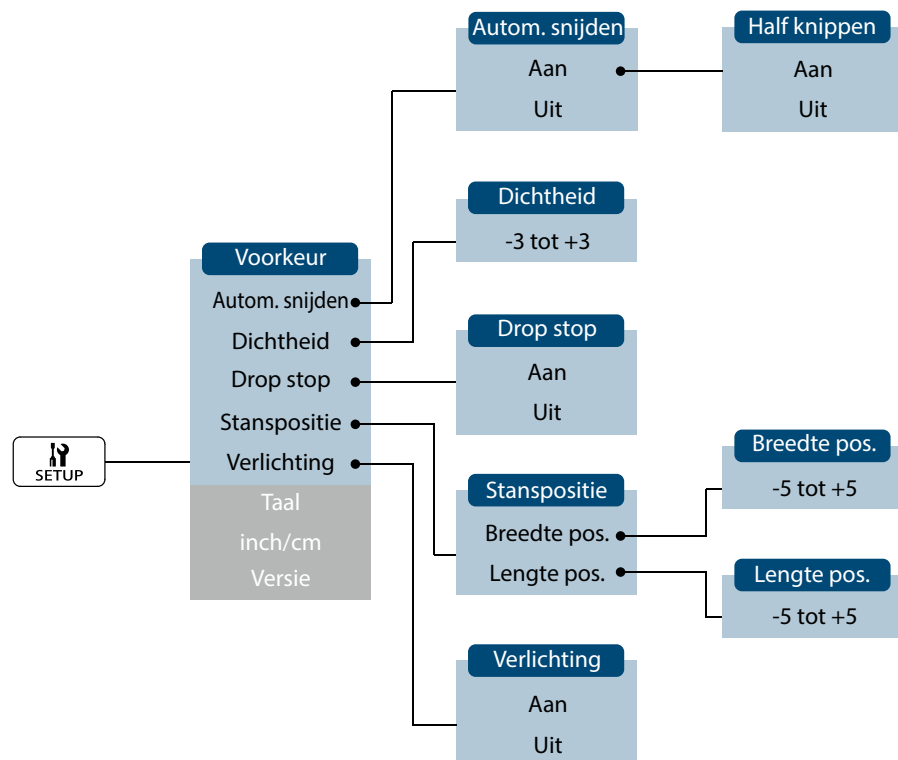 SETUP
Voorkeur
Autom. snijden
Dichtheid
Drop stop
Stanspositie
Verlichting
Taal
inch/cm
Versie
Autom. snijden
Aan
Uit
Half knippen
Aan
Uit
Dichtheid
-3 tot +3
Drop stop
Aan
Uit
Stanspositie
Breedte pos.
Lengte pos.
Breedte pos.
-5 tot +5
Lengte pos.
-5 tot +5
Verlichting
Aan
Uit